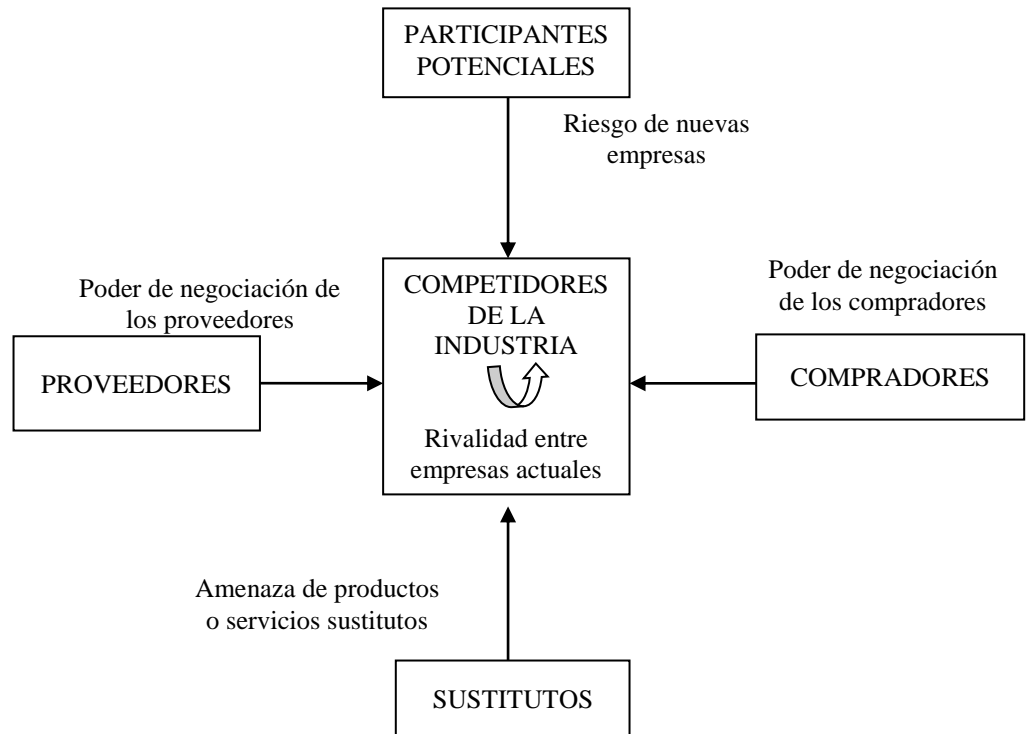 PARTICIPANTES
POTENCIALES
Riesgo de nuevas
empresas
Poder de negociación de
los proveedores
PROVEEDORES
COMPETIDORES
DE LA
INDUSTRIA
Rivalidad entre
empresas actuales
Poder de negociación
de los compradores
COMPRADORES
Amenaza de productos
o servicios sustitutos
SUSTITUTOS